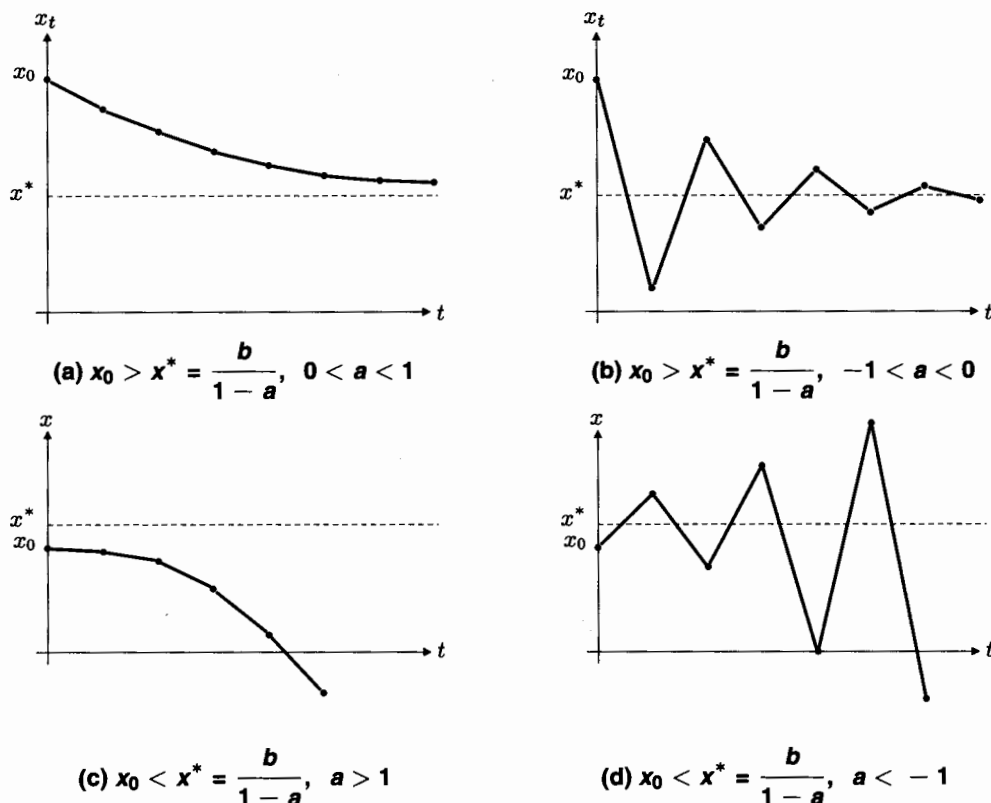 x_t
x_0
x*
t
(a) x_0 > x* = b/(1 − a), 0 < a < 1
x_t
x_0
x*
t
(b) x_0 > x* = b/(1 − a), −1 < a < 0
x
x*
x_0
t
(c) x_0 < x* = b/(1 − a), a > 1
x
x*
x_0
t
(d) x_0 < x* = b/(1 − a), a < − 1